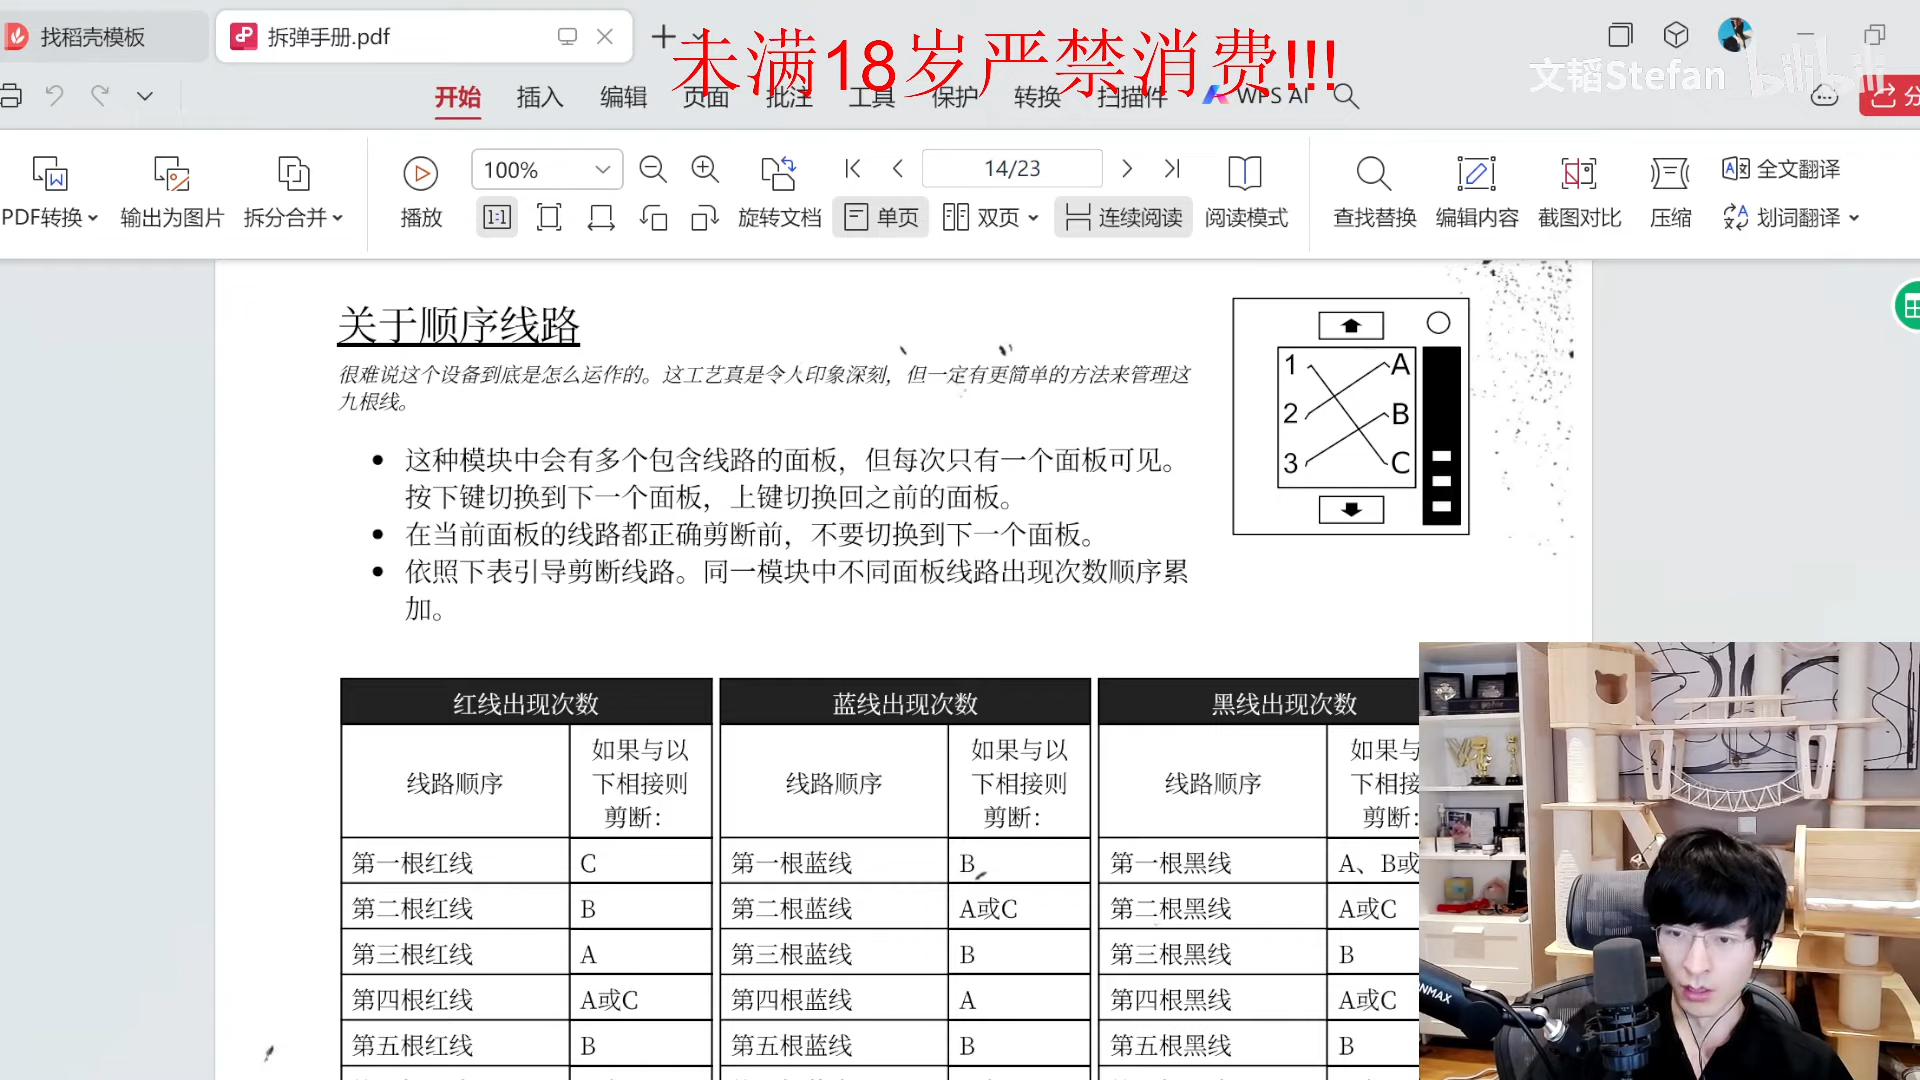 找稻壳模板
拆弹手册.pdf
未满18岁严禁消费!!!
文韬Stefan
bilibili
开始 插入 编辑 页面 批注 工具 保护 转换 扫描件 WPS AI
分
100%
14/23
全文翻译
PDF转换 输出为图片 拆分合并 播放 旋转文档 单页 双页 连续阅读 阅读模式 查找替换 编辑内容 截图对比 压缩 划词翻译
关于顺序线路
很难说这个设备到底是怎么运作的。这工艺真是令人印象深刻，但一定有更简单的方法来管理这
九根线。
这种模块中会有多个包含线路的面板，但每次只有一个面板可见。
按下键切换到下一个面板，上键切换回之前的面板。
在当前面板的线路都正确剪断前，不要切换到下一个面板。
依照下表引导剪断线路。同一模块中不同面板线路出现次数顺序累
加。
1 A
2 B
3 C
红线出现次数 蓝线出现次数 黑线出现次数
线路顺序 如果与以下相接则剪断： 线路顺序 如果与以下相接则剪断： 线路顺序 如果与
下相接
剪断:
第一根红线 C 第一根蓝线 B 第一根黑线 A、B或
第二根红线 B 第二根蓝线 A或C 第二根黑线 A或C
第三根红线 A 第三根蓝线 B 第三根黑线 B
第四根红线 A或C 第四根蓝线 A 第四根黑线 A或C
第五根红线 B 第五根蓝线 B 第五根黑线 B